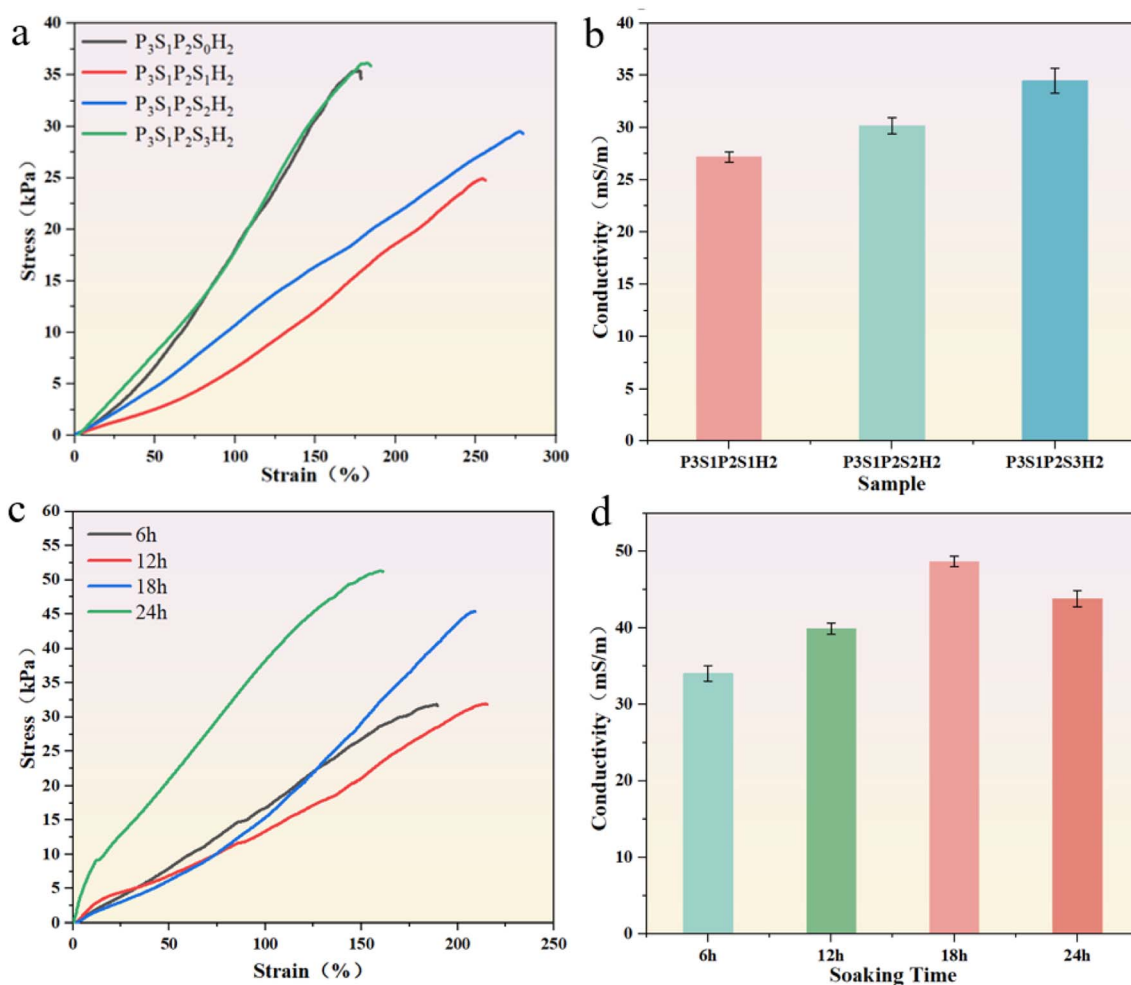 a
40
35
30
25
20
15
10
5
0
Stress (kPa)
P₃S₁P₂S₀H₂
P₃S₁P₂S₁H₂
P₃S₁P₂S₂H₂
P₃S₁P₂S₃H₂
0 50 100 150 200 250 300
Strain (%)
b
40
35
30
25
20
15
10
5
0
Conductivity (mS/m)
P3S1P2S1H2 P3S1P2S2H2 P3S1P2S3H2
Sample
c
60
55
50
45
40
35
30
25
20
15
10
5
0
Stress (kPa)
6h
12h
18h
24h
0 50 100 150 200 250
Strain (%)
d
50
40
30
20
10
0
Conductivity (mS/m)
6h 12h 18h 24h
Soaking Time